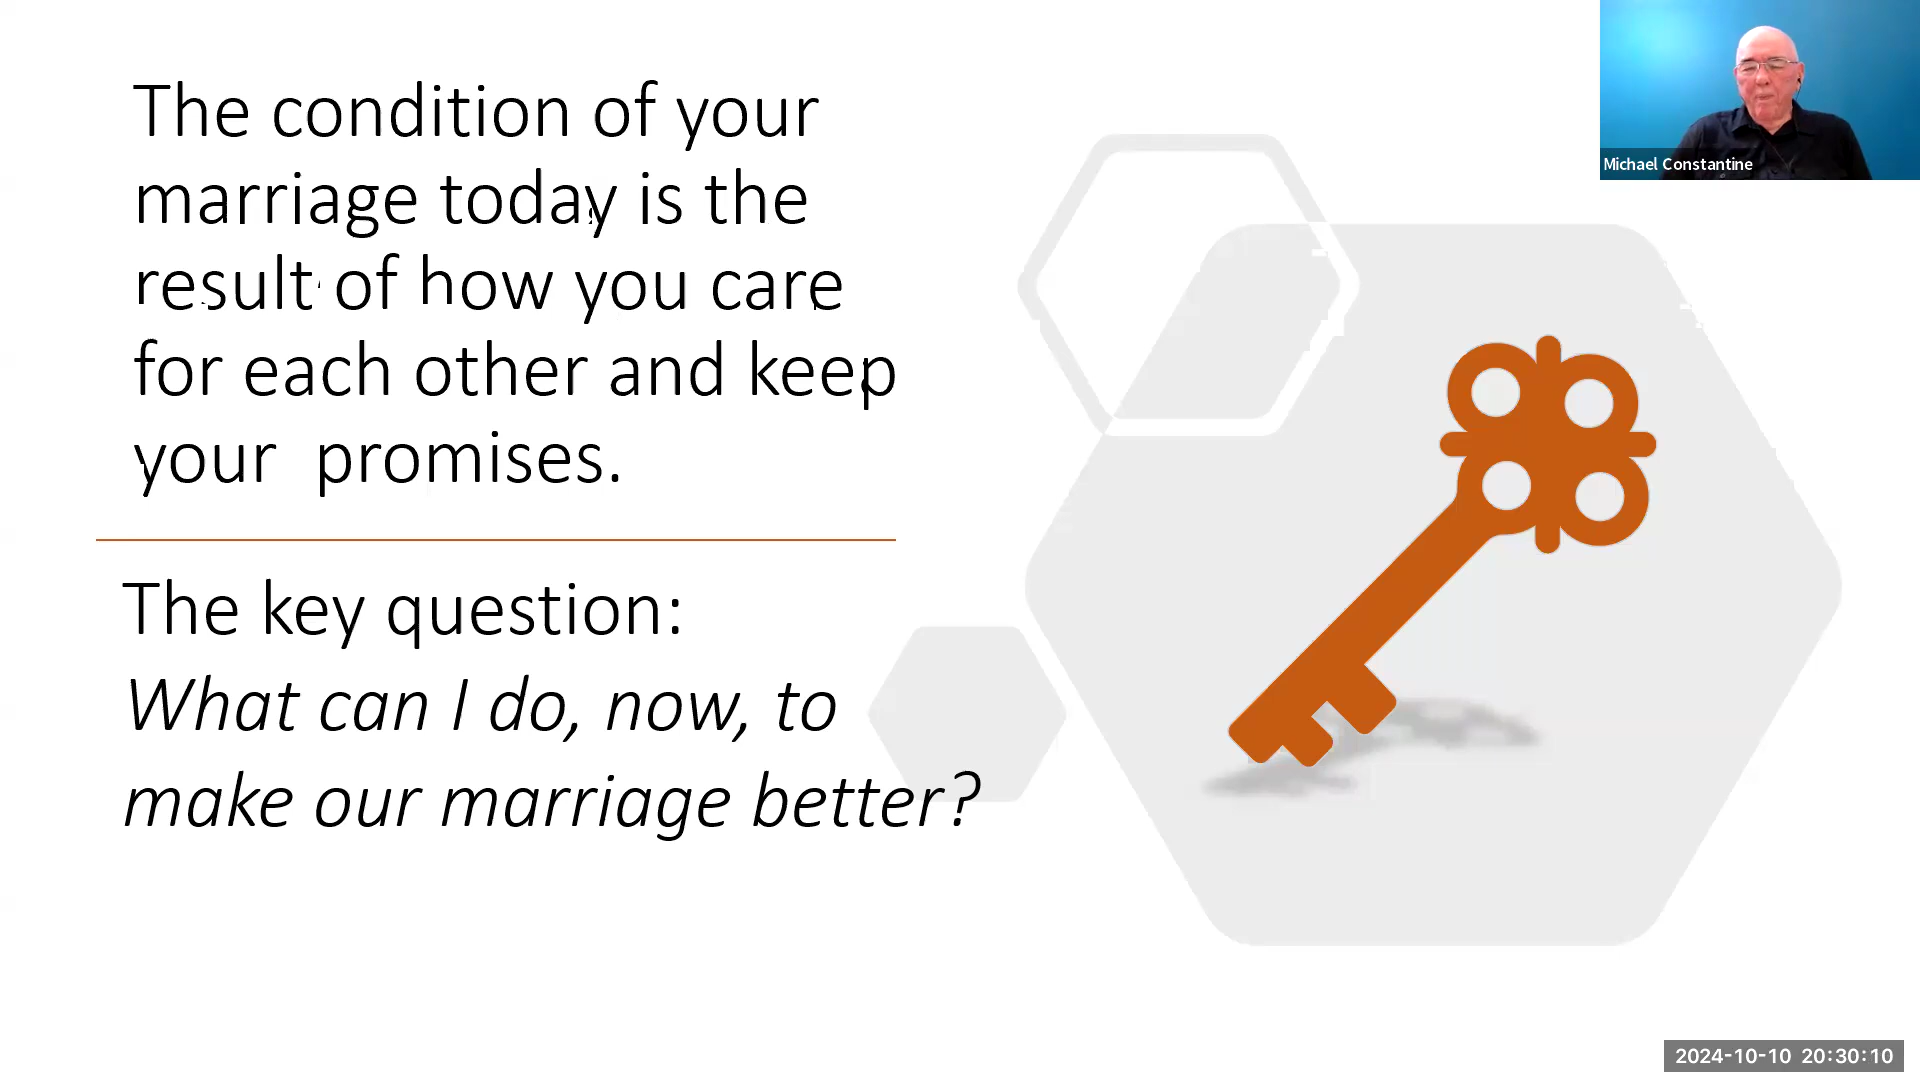 The condition of your
marriage today is the
result of how you care
for each other and keep
your  promises.
The key question:
What can I do, now, to
make our marriage better?
Michael Constantine
2024-10-10 20:30:10